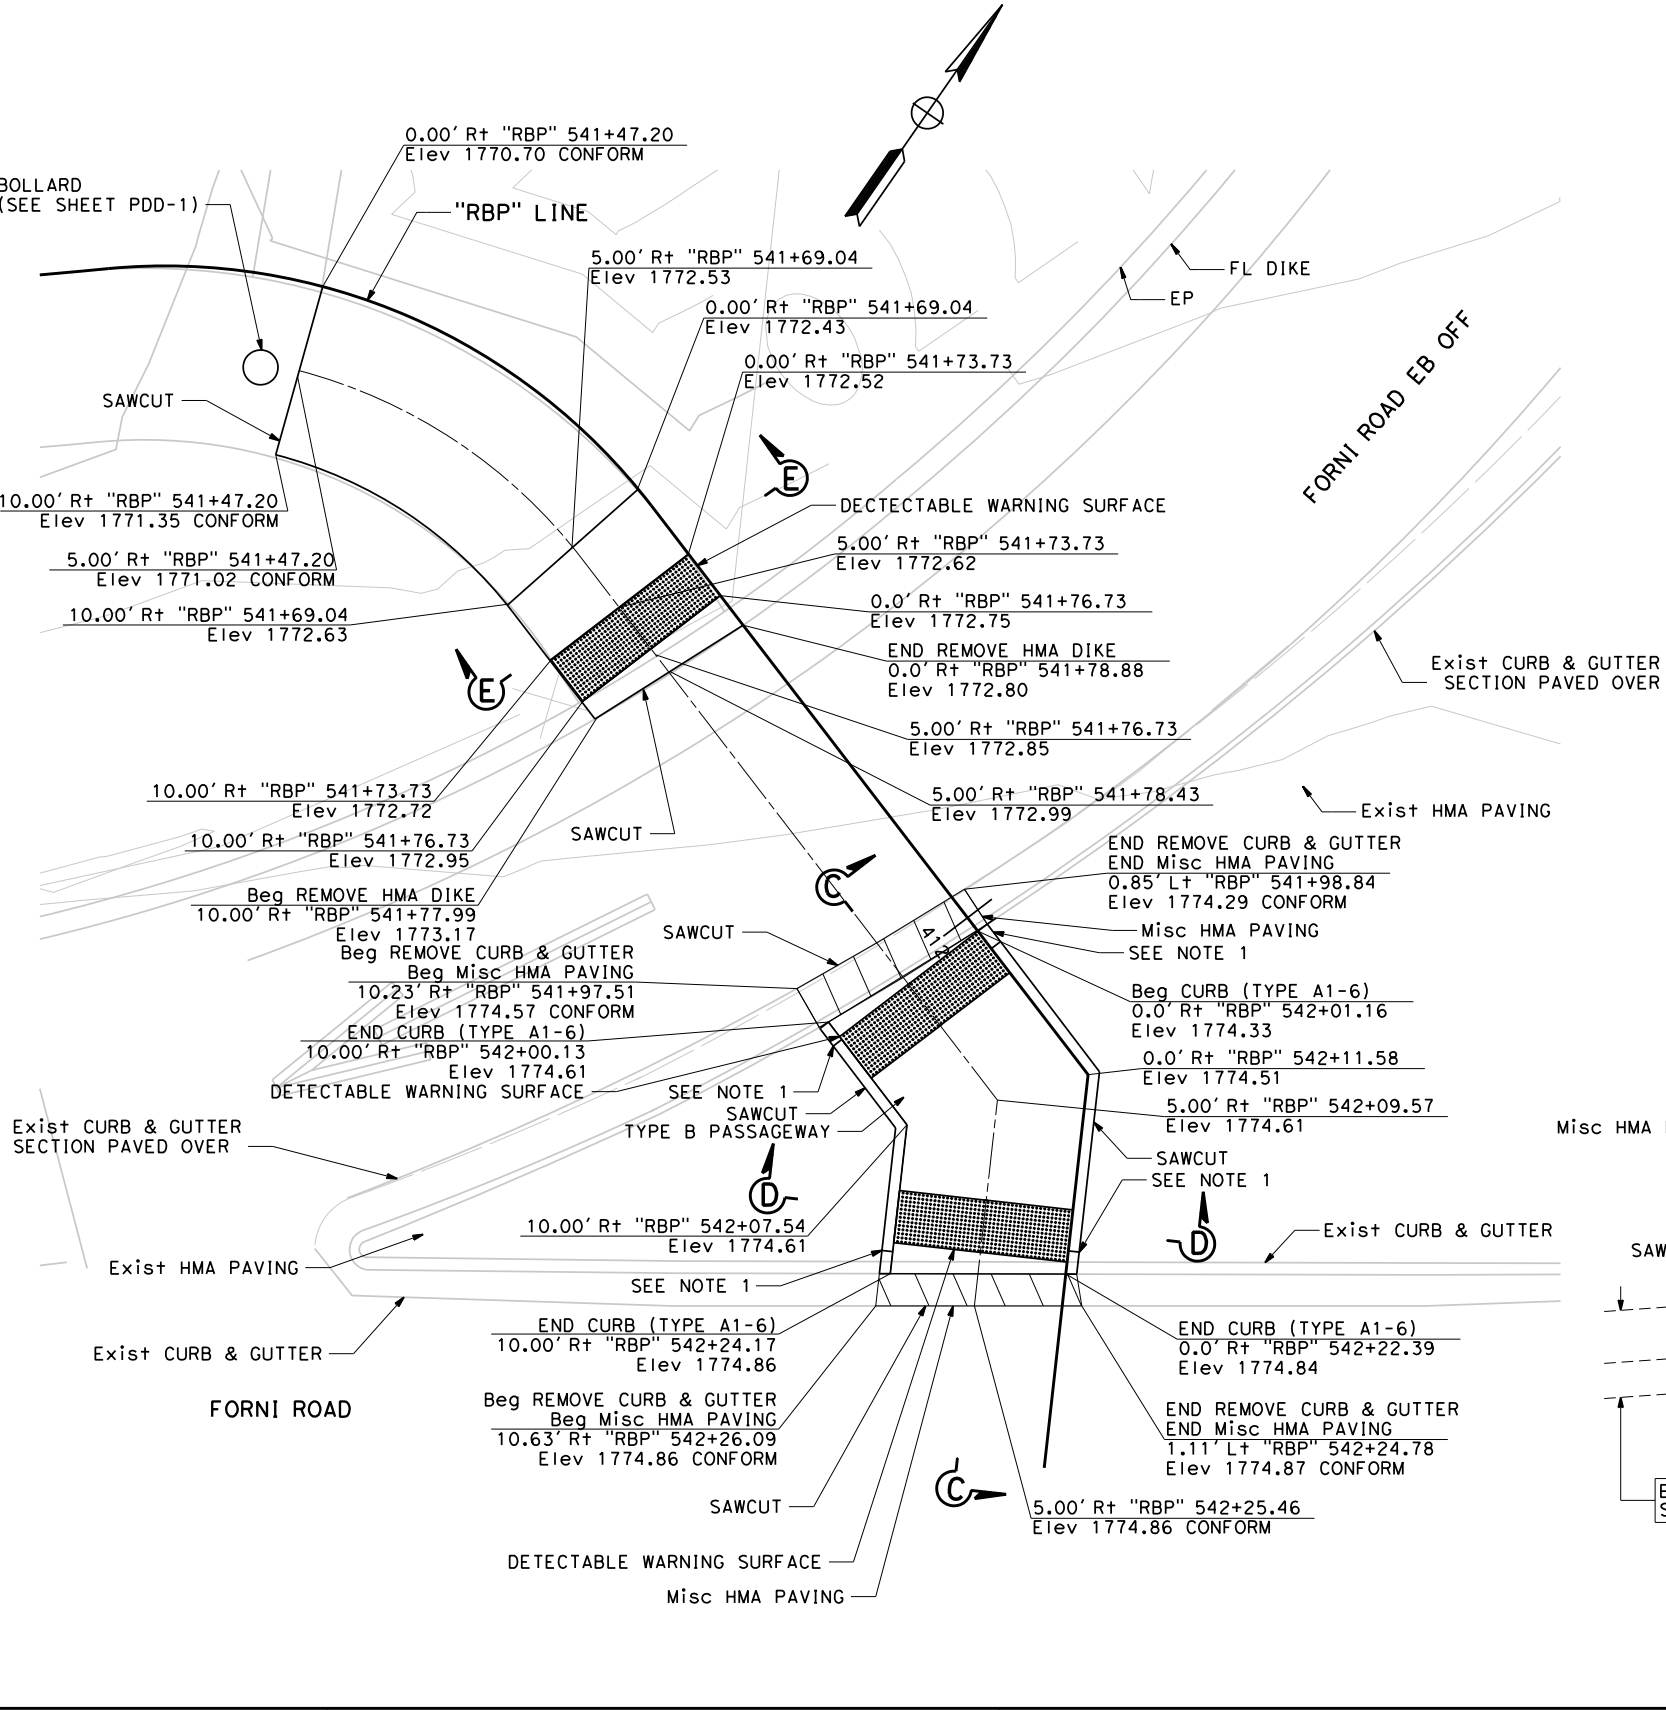 0.00' Rt "RBP" 541+47.20
Elev 1770.70 CONFORM
BOLLARD
(SEE SHEET PDD-1)
"RBP" LINE
5.00' Rt "RBP" 541+69.04
Elev 1772.53
FL DIKE
EP
0.00' Rt "RBP" 541+69.04
Elev 1772.43
FORNI ROAD EB OFF
0.00' Rt "RBP" 541+73.73
Elev 1772.52
SAWCUT
E
10.00' Rt "RBP" 541+47.20
Elev 1771.35 CONFORM
DECTECTABLE WARNING SURFACE
5.00' Rt "RBP" 541+47.20
Elev 1771.02 CONFORM
5.00' Rt "RBP" 541+73.73
Elev 1772.62
10.00' Rt "RBP" 541+69.04
Elev 1772.63
0.0' Rt "RBP" 541+76.73
Elev 1772.75
END REMOVE HMA DIKE
0.0' Rt "RBP" 541+78.88
Elev 1772.80
Exist CURB & GUTTER
SECTION PAVED OVER
E
5.00' Rt "RBP" 541+76.73
Elev 1772.85
10.00' Rt "RBP" 541+73.73
Elev 1772.72
5.00' Rt "RBP" 541+78.43
Elev 1772.99
Exist HMA PAVING
SAWCUT
10.00' Rt "RBP" 541+76.73
Elev 1772.95
END REMOVE CURB & GUTTER
END Misc HMA PAVING
0.85' Lt "RBP" 541+98.84
Elev 1774.29 CONFORM
C
Beg REMOVE HMA DIKE
10.00' Rt "RBP" 541+77.99
Elev 1773.17
SAWCUT
Misc HMA PAVING
SEE NOTE 1
Beg REMOVE CURB & GUTTER
Beg Misc HMA PAVING
10.23' Rt "RBP" 541+97.51
Elev 1774.57 CONFORM
Beg CURB (TYPE A1-6)
0.0' Rt "RBP" 542+01.16
Elev 1774.33
END CURB (TYPE A1-6)
10.00' Rt "RBP" 542+00.13
Elev 1774.61
0.0' Rt "RBP" 542+11.58
Elev 1774.51
DETECTABLE WARNING SURFACE
SEE NOTE 1
SAWCUT
TYPE B PASSAGEWAY
5.00' Rt "RBP" 542+09.57
Elev 1774.61
Exist CURB & GUTTER
SECTION PAVED OVER
Misc HMA
SAWCUT
SEE NOTE 1
D
10.00' Rt "RBP" 542+07.54
Elev 1774.61
D
Exist CURB & GUTTER
Exist HMA PAVING
SEE NOTE 1
END CURB (TYPE A1-6)
10.00' Rt "RBP" 542+24.17
Elev 1774.86
END CURB (TYPE A1-6)
0.0' Rt "RBP" 542+22.39
Elev 1774.84
Exist CURB & GUTTER
FORNI ROAD
Beg REMOVE CURB & GUTTER
Beg Misc HMA PAVING
10.63' Rt "RBP" 542+26.09
Elev 1774.86 CONFORM
END REMOVE CURB & GUTTER
END Misc HMA PAVING
1.11' Lt "RBP" 542+24.78
Elev 1774.87 CONFORM
C
SAWCUT
5.00' Rt "RBP" 542+25.46
Elev 1774.86 CONFORM
DETECTABLE WARNING SURFACE
Misc HMA PAVING